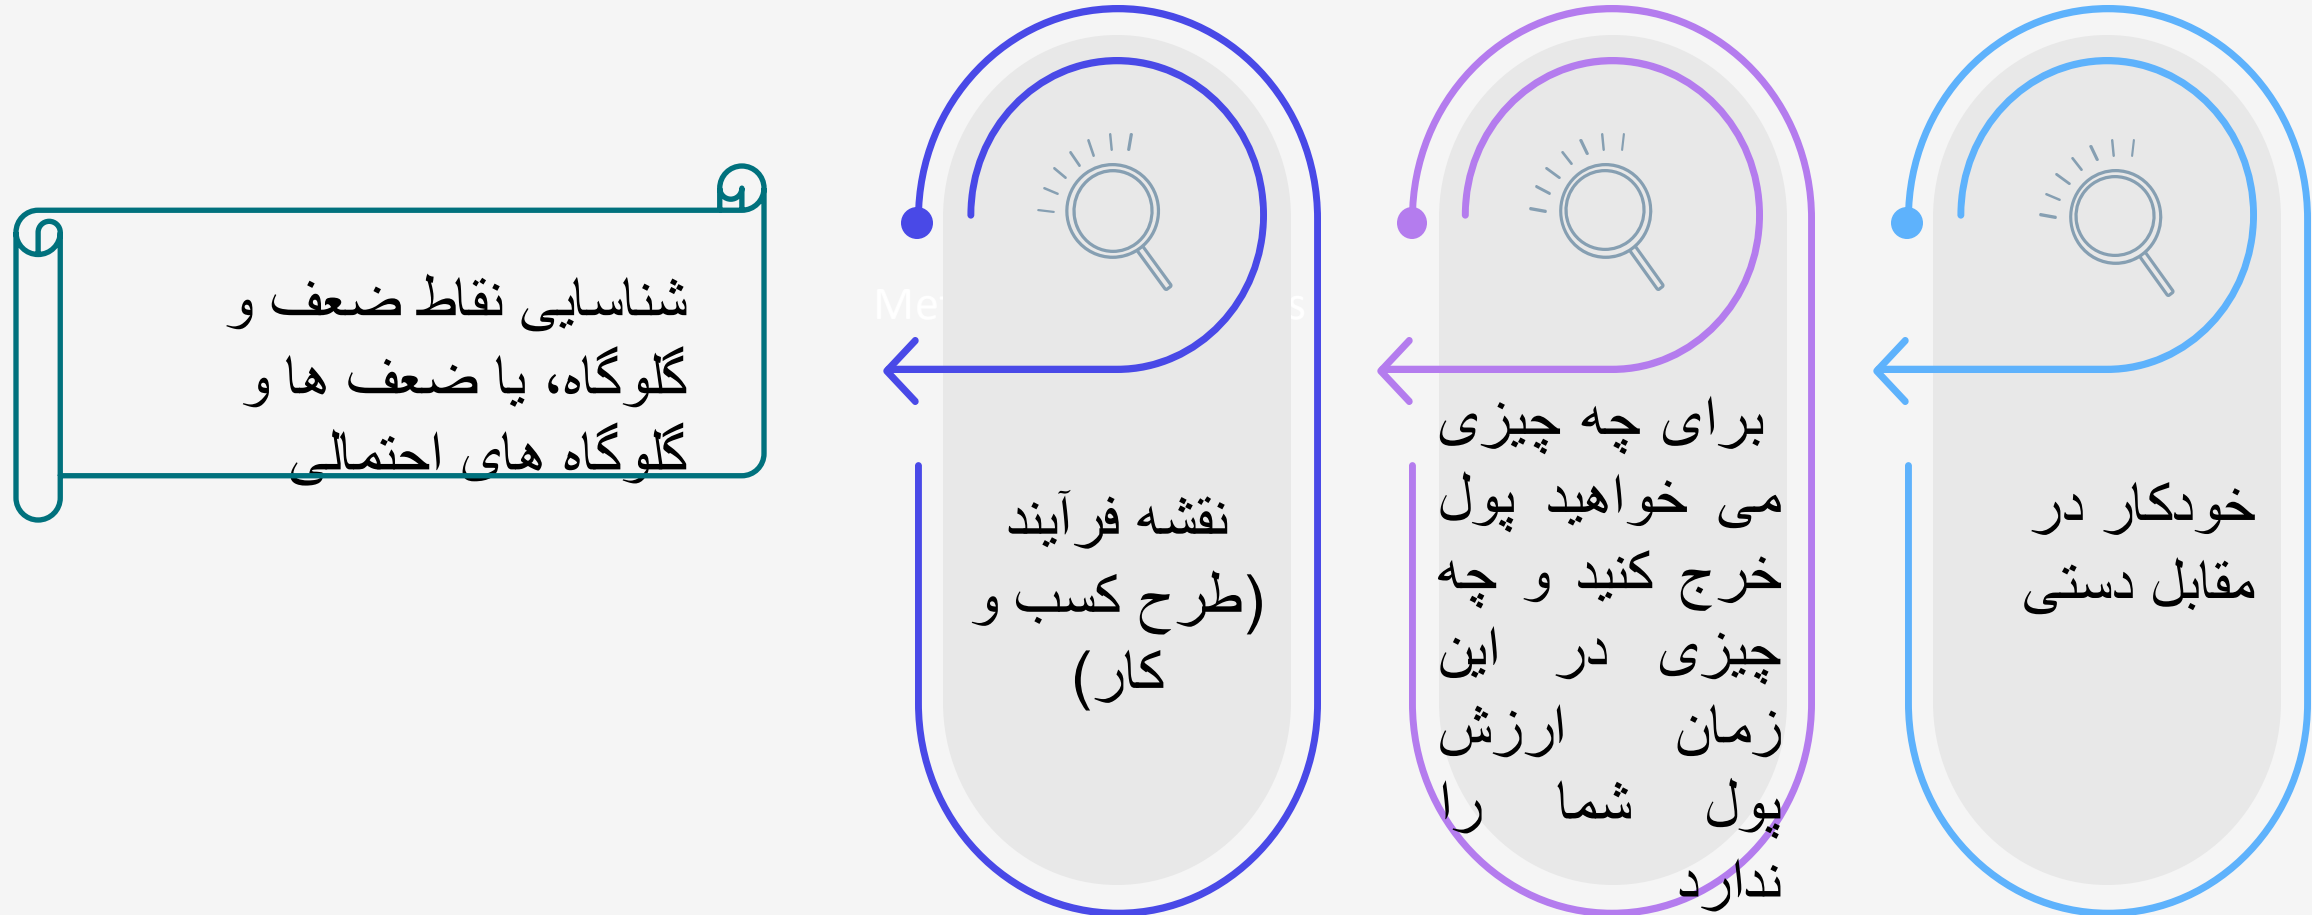 خودکار در
مقابل دستی
برای چه چیزی
می خواهید پول
خرج کنید و چه
چیزی در این
زمان ارزش
پول شما را
ندارد
نقشه فرآیند
(طرح کسب و
کار)
شناسایی نقاط ضعف و
گلوگاه، یا ضعف ها و
گلوگاه های احتمالی